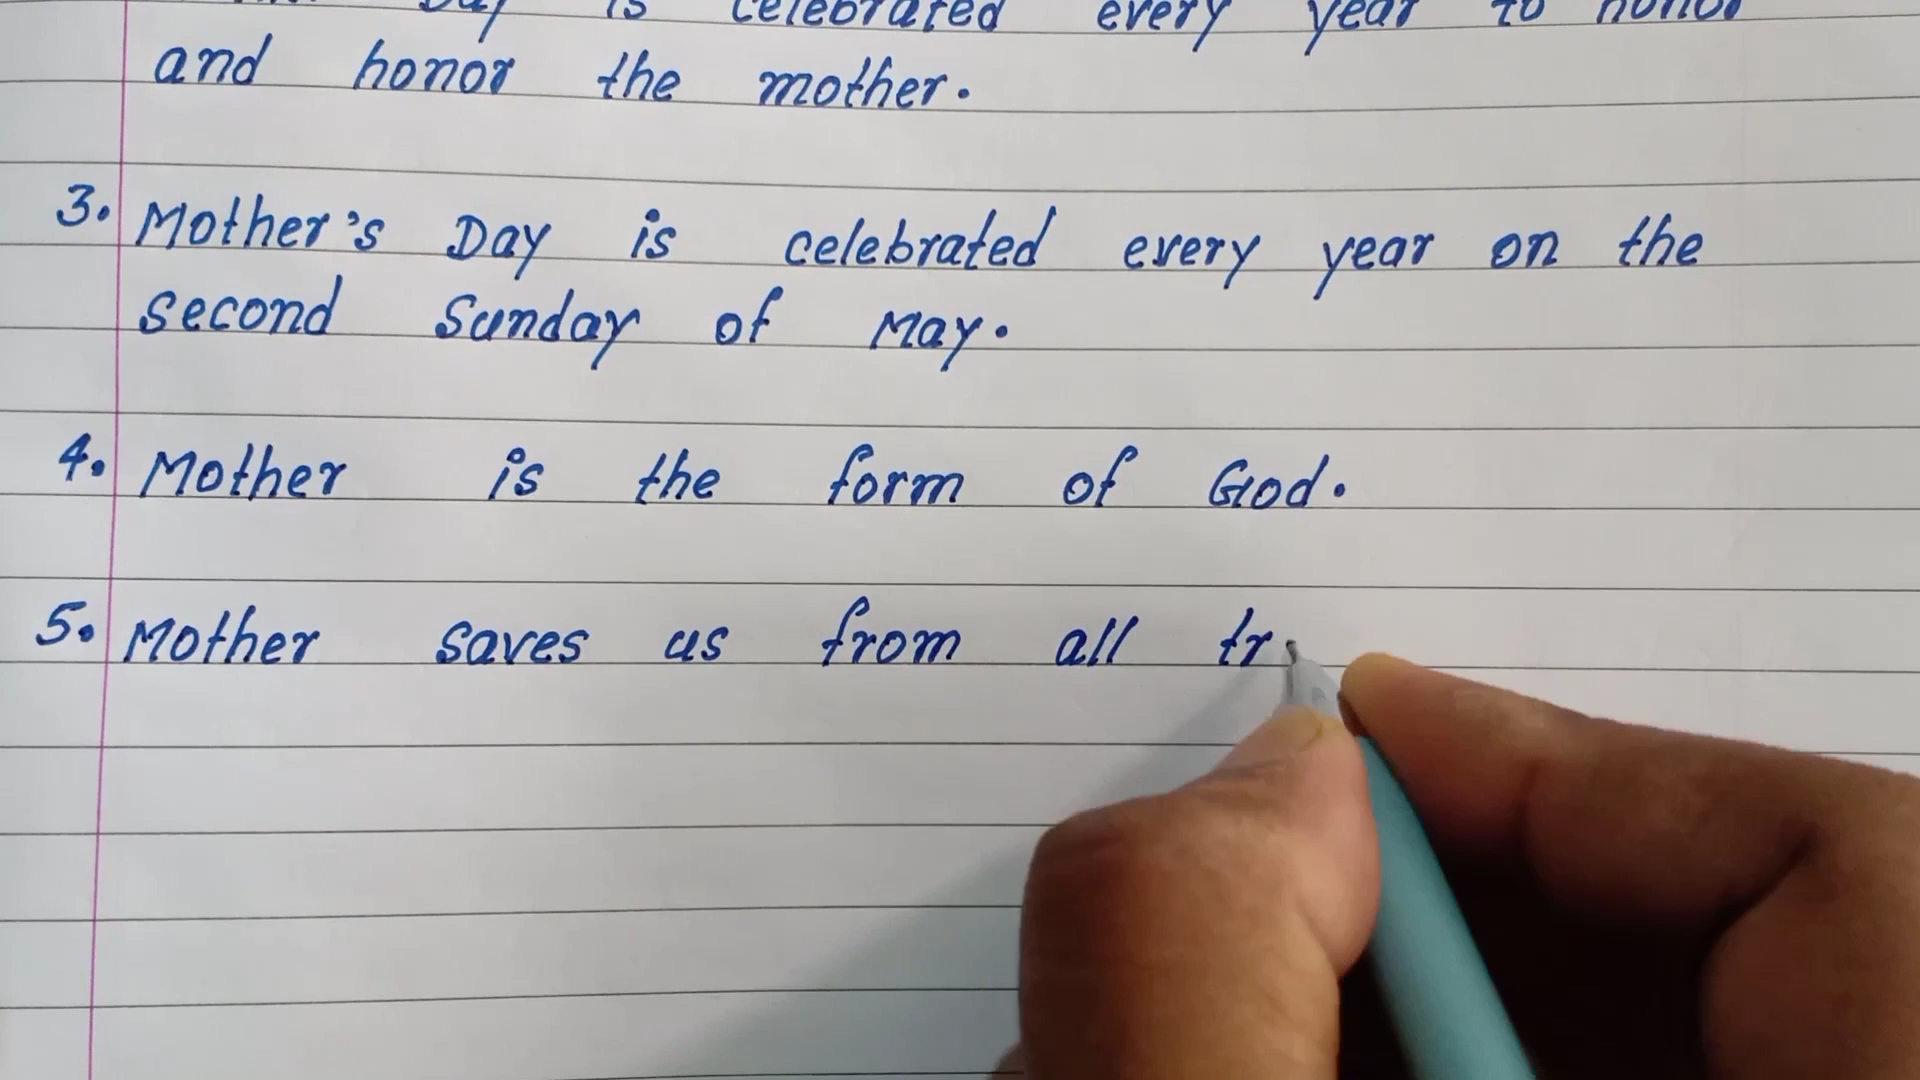 Day is celebrated every year to honor
and honor the mother.
3. Mother's Day is celebrated every year on the
second Sunday of May.
4. Mother is the form of God.
5. Mother saves us from all tr